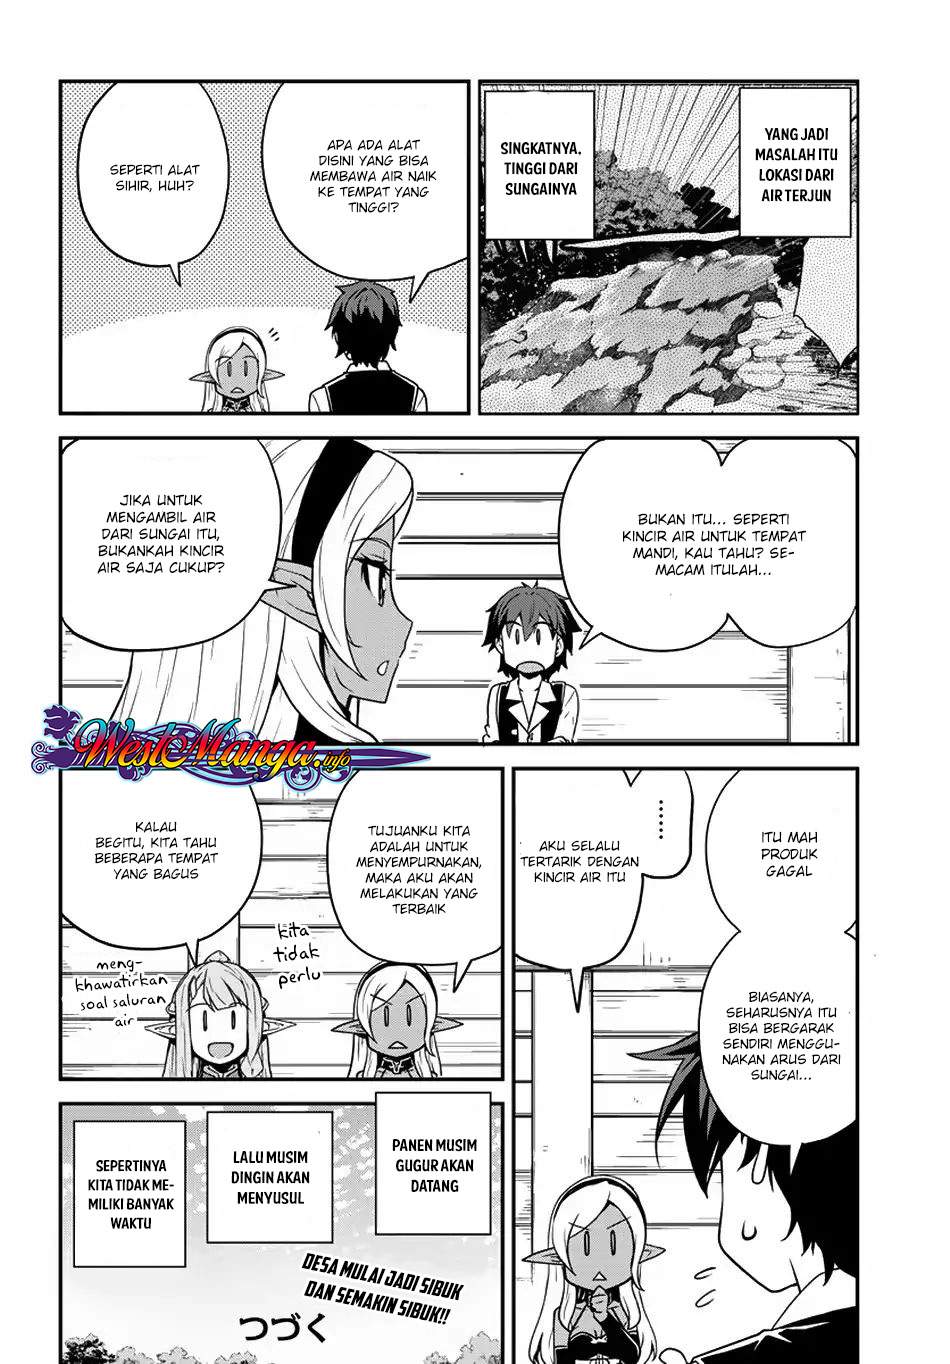 YANG JADI
MASALAH ITU
LOKASI DARI
AIR TERJUN
SINGKATNYA,
TINGGI DARI
SUNGAINYA
APA ADA ALAT
DISINI YANG BISA
MEMBAWA AIR NAIK
KE TEMPAT YANG
TINGGI?
SEPERTI ALAT
SIHIR, HUH?
BUKAN ITU... SEPERTI
KINCIR AIR UNTUK TEMPAT
MANDI, KAU TAHU? SE-
MACAM ITULAH...
JIKA UNTUK
MENGAMBIL AIR
DARI SUNGAI ITU,
BUKANKAH KINCIR
AIR SAJA CUKUP?
WestManga.info
ITU MAH
PRODUK
GAGAL
BIASANYA,
SEHARUSNYA ITU
BISA BERGARAK
SENDIRI MENGGU-
NAKAN ARUS DARI
SUNGAI...
......
AKU SELALU
TERTARIK DENGAN
KINCIR AIR ITU
TUJUANKU KITA
ADALAH UNTUK
MENYEMPURNAKAN,
MAKA AKU AKAN
MELAKUKAN YANG
TERBAIK
kita
tidak
perlu
KALAU
BEGITU, KITA TAHU
BEBERAPA TEMPAT
YANG BAGUS
meng-
khawatirkan
soal saluran
air
PANEN MUSIM
GUGUR AKAN
DATANG
LALU MUSIM
DINGIN AKAN
MENYUSUL
SEPERTINYA
KITA TIDAK ME-
MILIKI BANYAK
WAKTU
DESA MULAI JADI SIBUK
DAN SEMAKIN SIBUK!!
つづく